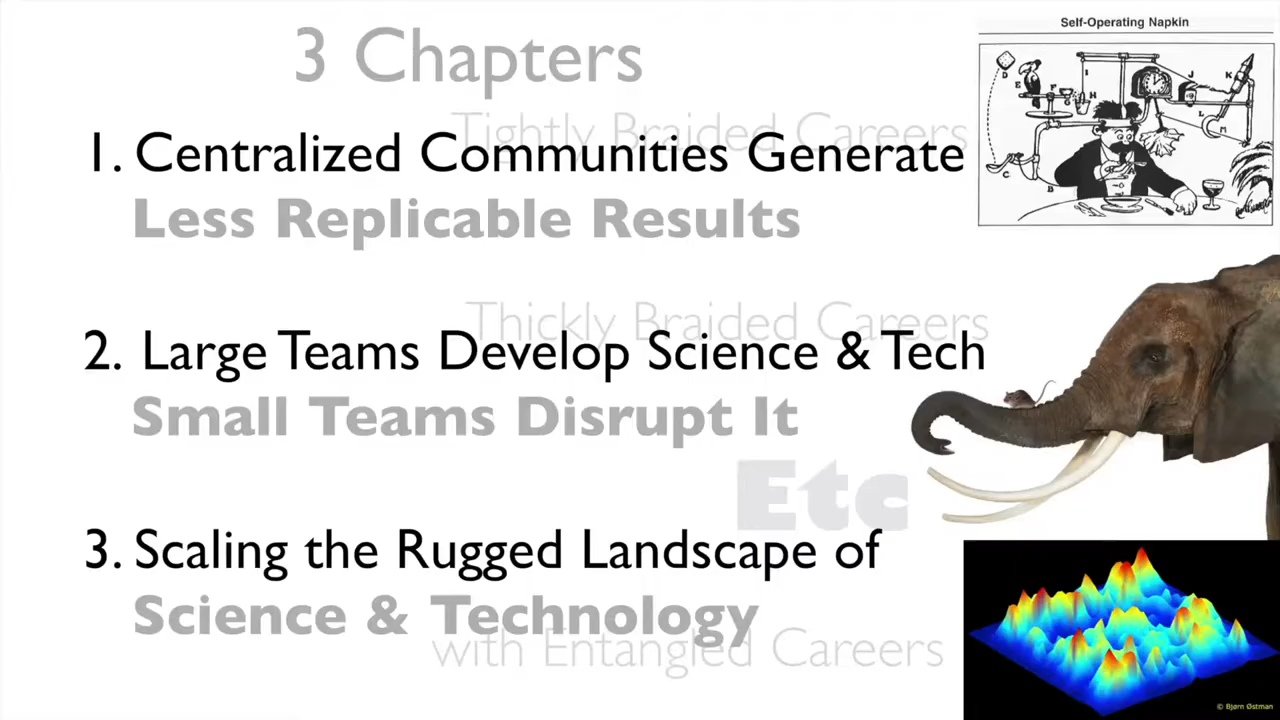 3 Chapters
Self-Operating Napkin
Tightly Braided Careers
1. Centralized Communities Generate
Less Replicable Results
Thickly Braided Careers
2. Large Teams Develop Science & Tech
Small Teams Disrupt It
Etc
3. Scaling the Rugged Landscape of
Science & Technology
with Entangled Careers
D
E
F
H
I
J
K
L
M
C
B
A
© Bjørn Østman